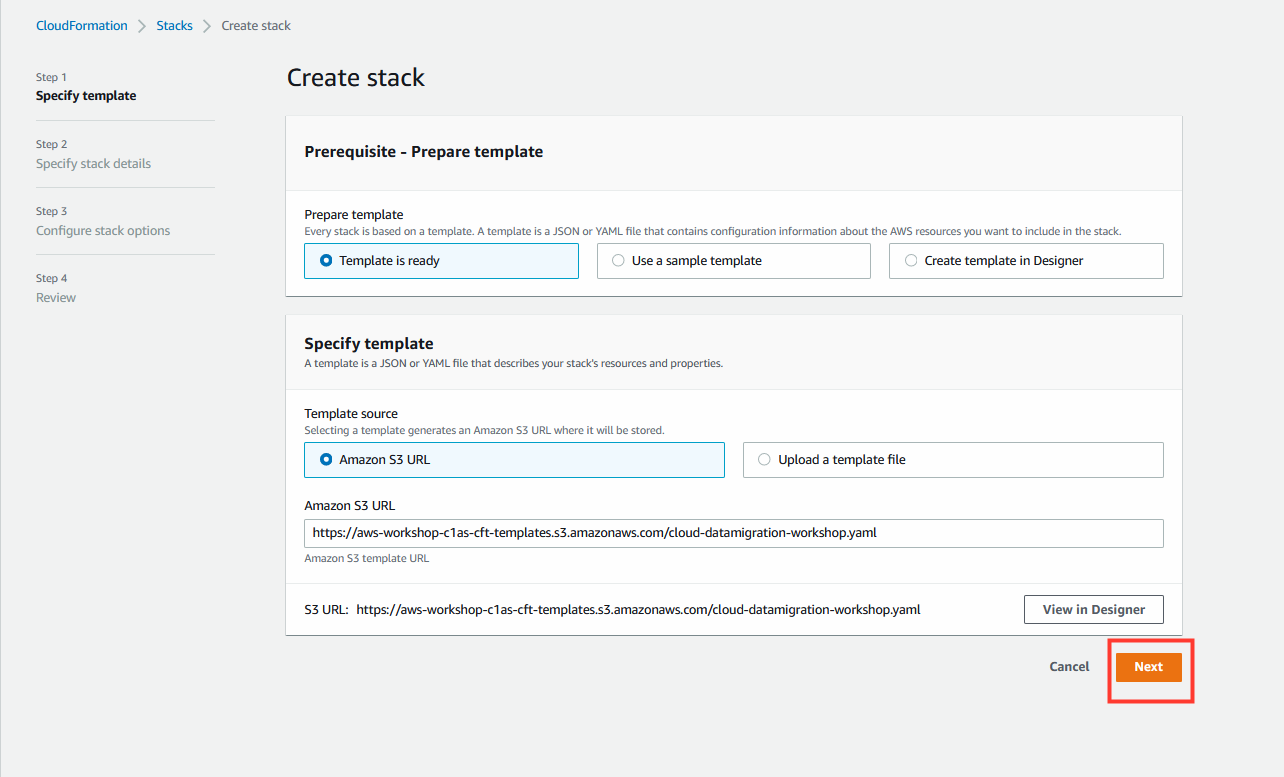 CloudFormation > Stacks > Create stack
Step 1
Specify template
Step 2
Specify stack details
Step 3
Configure stack options
Step 4
Review
Create stack
Prerequisite - Prepare template
Prepare template
Every stack is based on a template. A template is a JSON or YAML file that contains configuration information about the AWS resources you want to include in the stack.
Template is ready
Use a sample template
Create template in Designer
Specify template
A template is a JSON or YAML file that describes your stack's resources and properties.
Template source
Selecting a template generates an Amazon S3 URL where it will be stored.
Amazon S3 URL
Upload a template file
Amazon S3 URL
https://aws-workshop-c1as-cft-templates.s3.amazonaws.com/cloud-datamigration-workshop.yaml
Amazon S3 template URL
S3 URL: https://aws-workshop-c1as-cft-templates.s3.amazonaws.com/cloud-datamigration-workshop.yaml
View in Designer
Cancel
Next